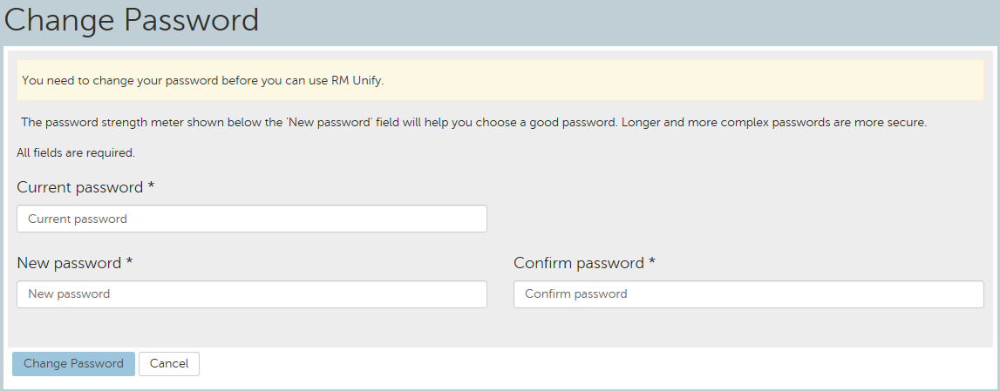 Change Password
You need to change your password before you can use RM Unify.
The password strength meter shown below the 'New password' field will help you choose a good password. Longer and more complex passwords are more secure.
All fields are required.
Current password *
Current password
New password *
Confirm password *
New password
Confirm password
Change Password
Cancel